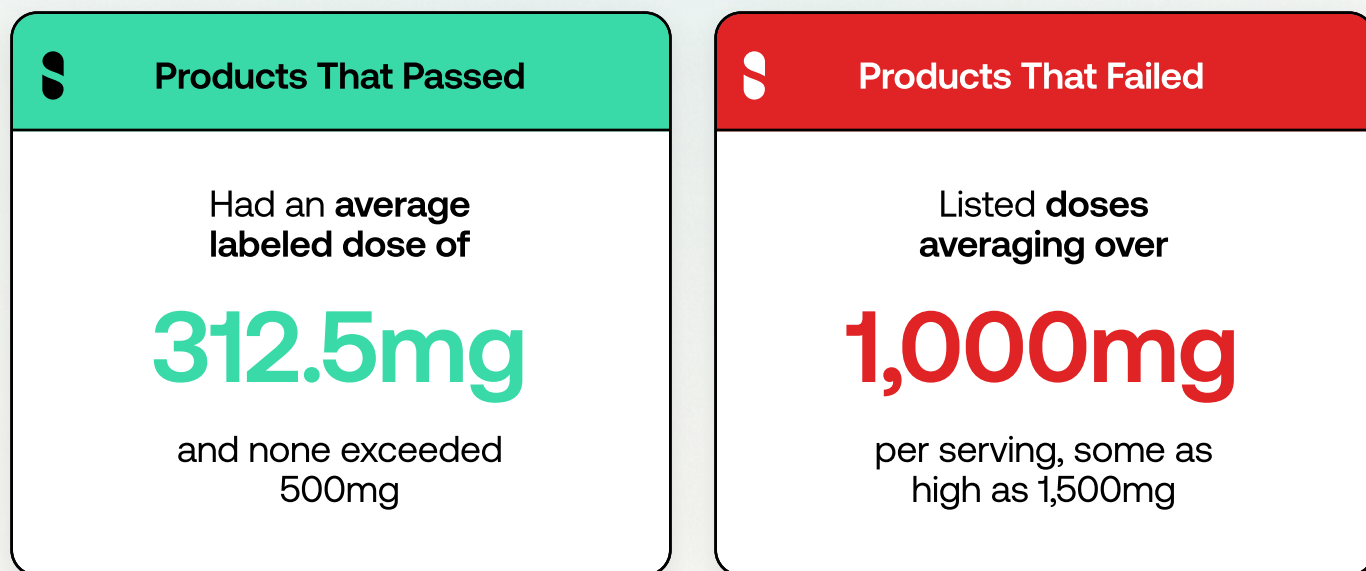 Products That Passed
Had an average
labeled dose of
312.5mg
and none exceeded
500mg
Products That Failed
Listed doses
averaging over
1,000mg
per serving, some as
high as 1,500mg